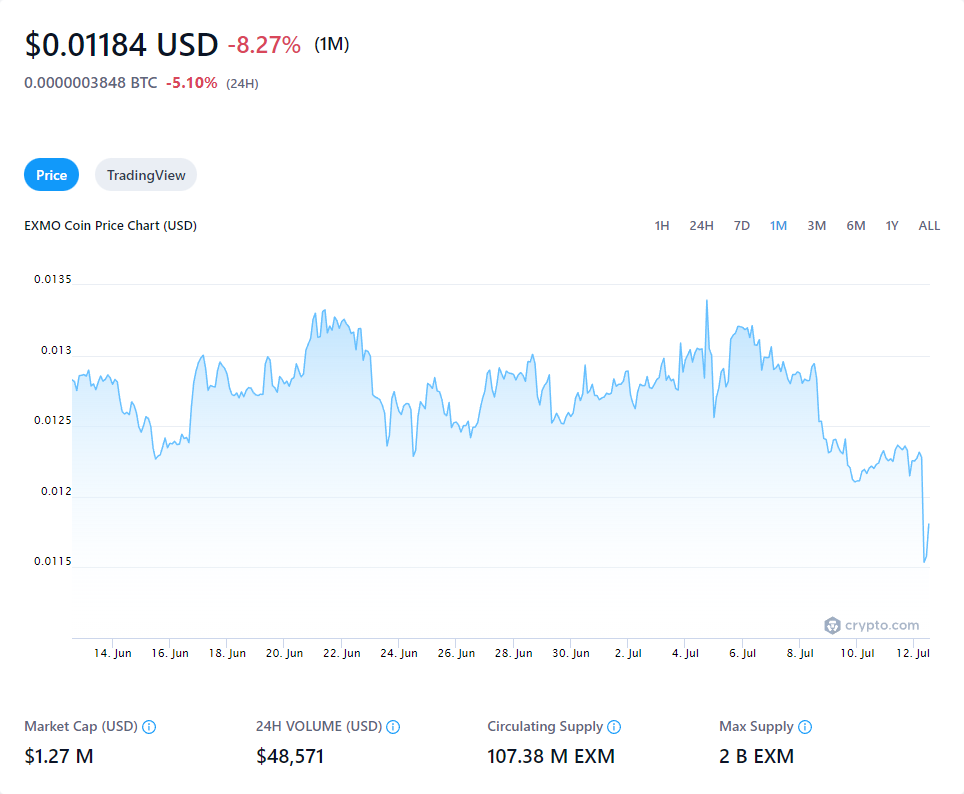 $0.01184 USD -8.27% (1M)
0.0000003848 BTC -5.10% (24H)
Price TradingView
EXMO Coin Price Chart (USD) 1H 24H 7D 1M 3M 6M 1Y ALL
0.0135
0.013
0.0125
0.012
0.0115
crypto.com
14. Jun 16. Jun 18. Jun 20. Jun 22. Jun 24. Jun 26. Jun 28. Jun 30. Jun 2. Jul 4. Jul 6. Jul 8. Jul 10. Jul 12. Jul
Market Cap (USD) 24H VOLUME (USD) Circulating Supply Max Supply
$1.27 M $48,571 107.38 M EXM 2 B EXM